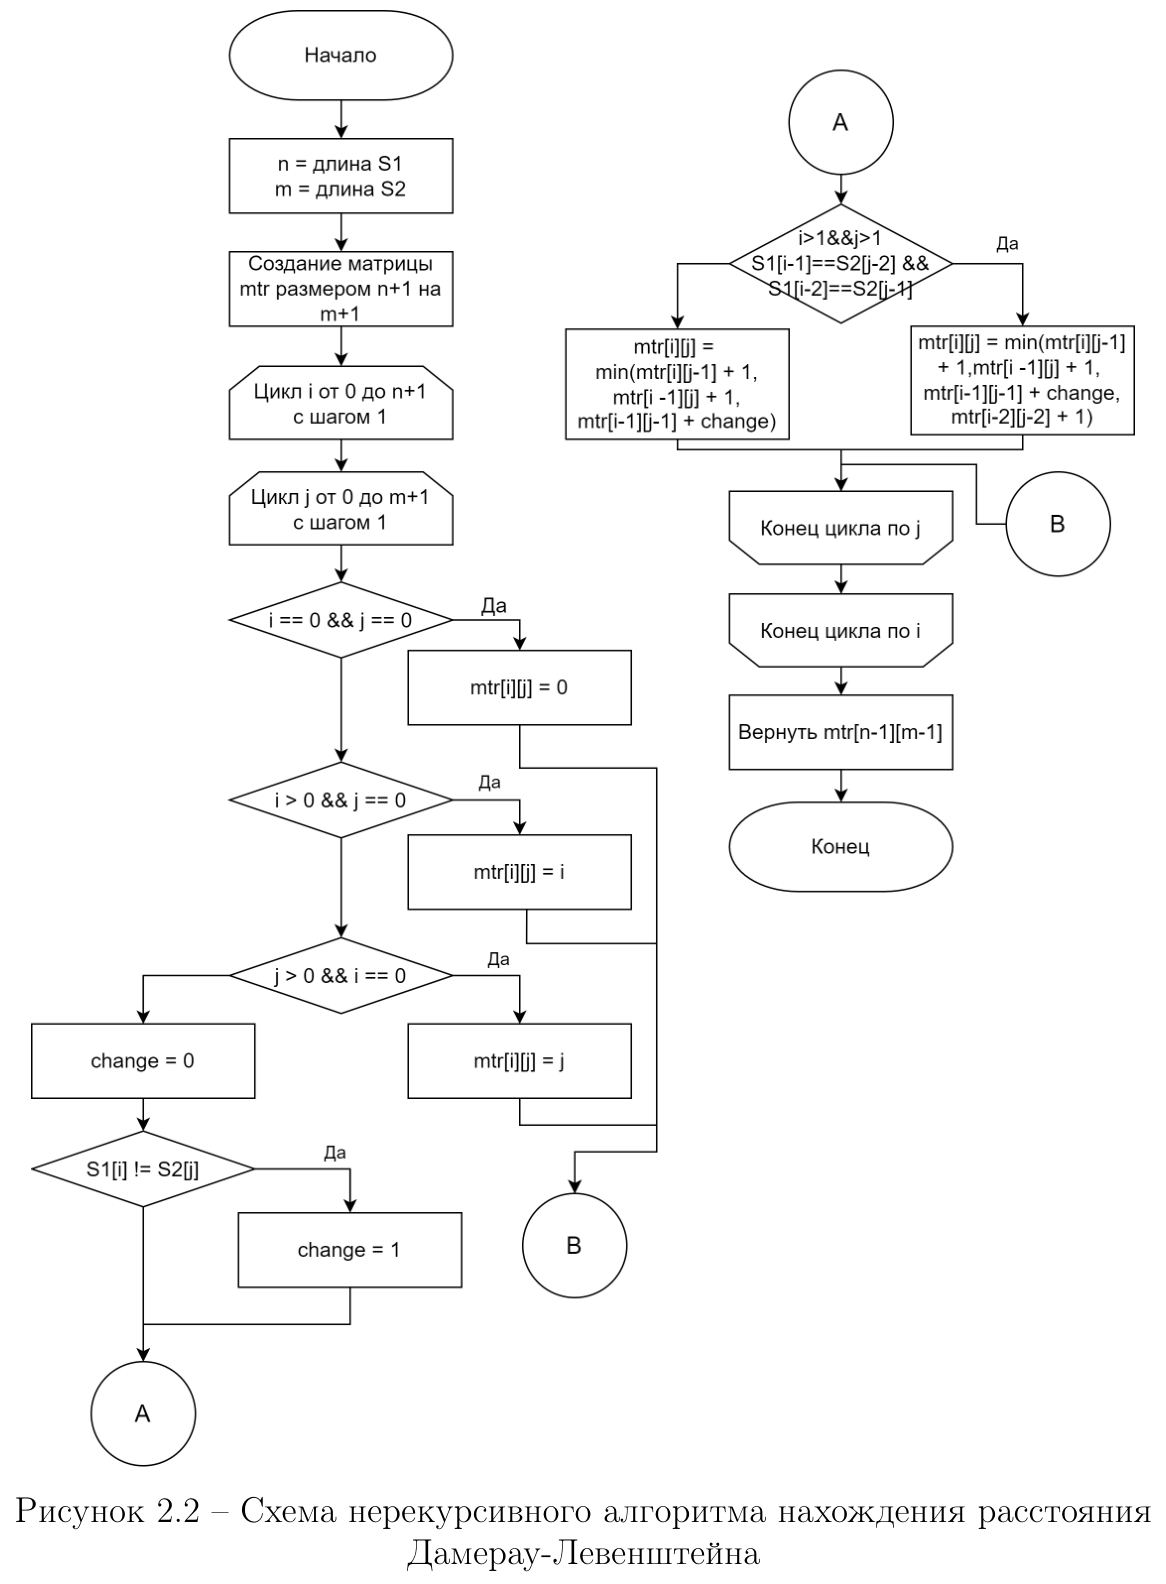 Начало
n = длина S1
m = длина S2
Создание матрицы
mtr размером n+1 на
m+1
Цикл i от 0 до n+1
с шагом 1
Цикл j от 0 до m+1
с шагом 1
i == 0 && j == 0
Да
mtr[i][j] = 0
i > 0 && j == 0
Да
mtr[i][j] = i
j > 0 && i == 0
Да
mtr[i][j] = j
change = 0
S1[i] != S2[j]
Да
change = 1
B
A
A
i>1&&j>1
S1[i-1]==S2[j-2] &&
S1[i-2]==S2[j-1]
Да
mtr[i][j] =
min(mtr[i][j-1] + 1,
mtr[i -1][j] + 1,
mtr[i-1][j-1] + change)
mtr[i][j] = min(mtr[i][j-1]
+ 1,mtr[i -1][j] + 1,
mtr[i-1][j-1] + change,
mtr[i-2][j-2] + 1)
B
Конец цикла по j
Конец цикла по i
Вернуть mtr[n-1][m-1]
Конец
Рисунок 2.2 – Схема нерекурсивного алгоритма нахождения расстояния
Дамерау-Левенштейна